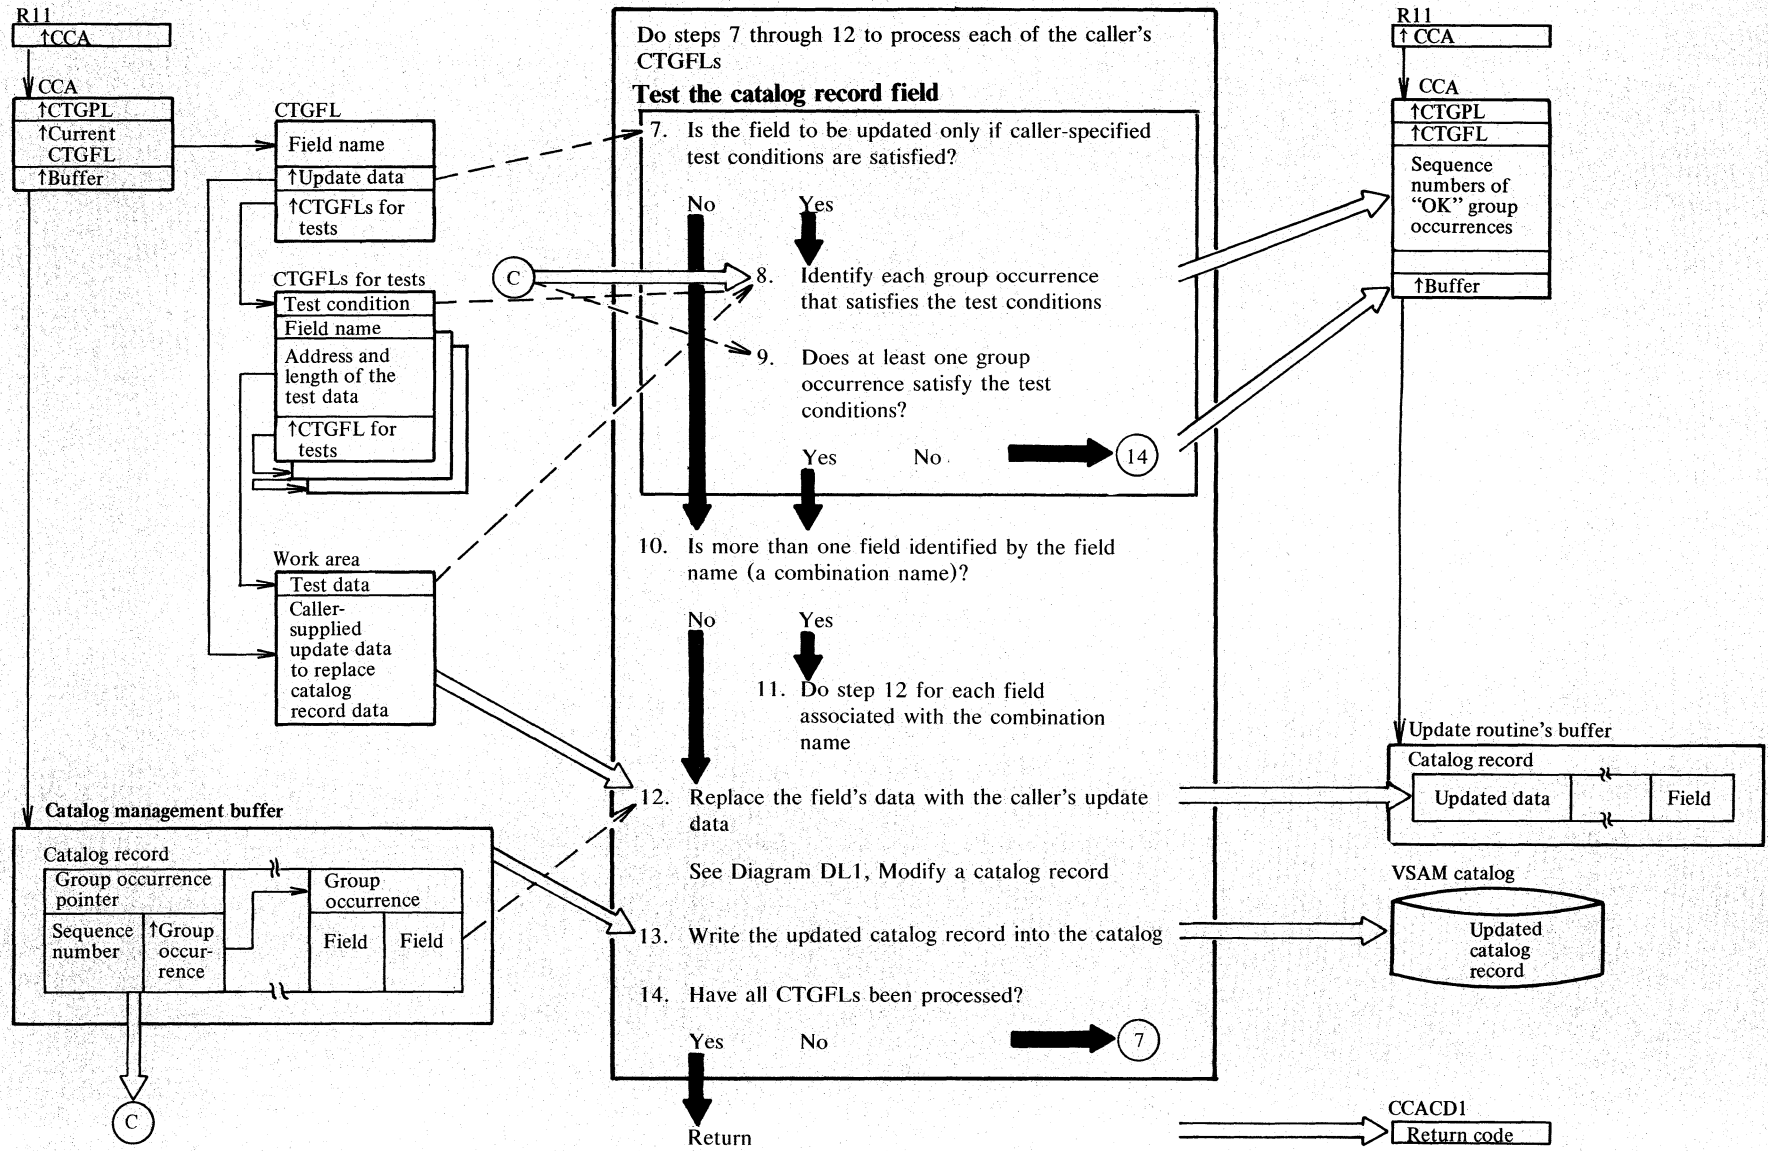 R11
↑CCA
CCA
↑CTGPL
↑Current
CTGFL
↑Buffer
CTGFL
Field name
↑Update data
↑CTGFLs for
tests
CTGFLs for tests
Test condition
Field name
Address and
length of the
test data
↑CTGFL for
tests
Work area
Test data
Caller-
supplied
update data
to replace
catalog
record data
Catalog management buffer
Catalog record
Group occurrence
pointer
Sequence
number
↑Group
occur-
rence
Group
occurrence
Field
Field
C
C
Do steps 7 through 12 to process each of the caller's
CTGFLs
Test the catalog record field
7. Is the field to be updated only if caller-specified
test conditions are satisfied?
No Yes
8. Identify each group occurrence
that satisfies the test conditions
9. Does at least one group
occurrence satisfy the test
conditions?
Yes No 14
10. Is more than one field identified by the field
name (a combination name)?
No Yes
11. Do step 12 for each field
associated with the combination
name
12. Replace the field's data with the caller's update
data
See Diagram DL1, Modify a catalog record
13. Write the updated catalog record into the catalog
14. Have all CTGFLs been processed?
Yes No 7
Return
R11
↑ CCA
CCA
↑CTGPL
↑CTGFL
Sequence
numbers of
“OK” group
occurrences
↑Buffer
Update routine's buffer
Catalog record
Updated data
Field
VSAM catalog
Updated
catalog
record
CCACD1
Return code